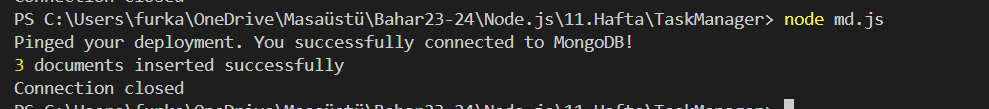 Connection closed
PS C:\Users\furka\OneDrive\Masaüstü\Bahar23-24\Node.js\11.Hafta\TaskManager> node md.js
Pinged your deployment. You successfully connected to MongoDB!
3 documents inserted successfully
Connection closed
PS C:\Users\furka\OneDrive\Masaüstü\Bahar23-24\Node.js\11.Hafta\TaskManager>